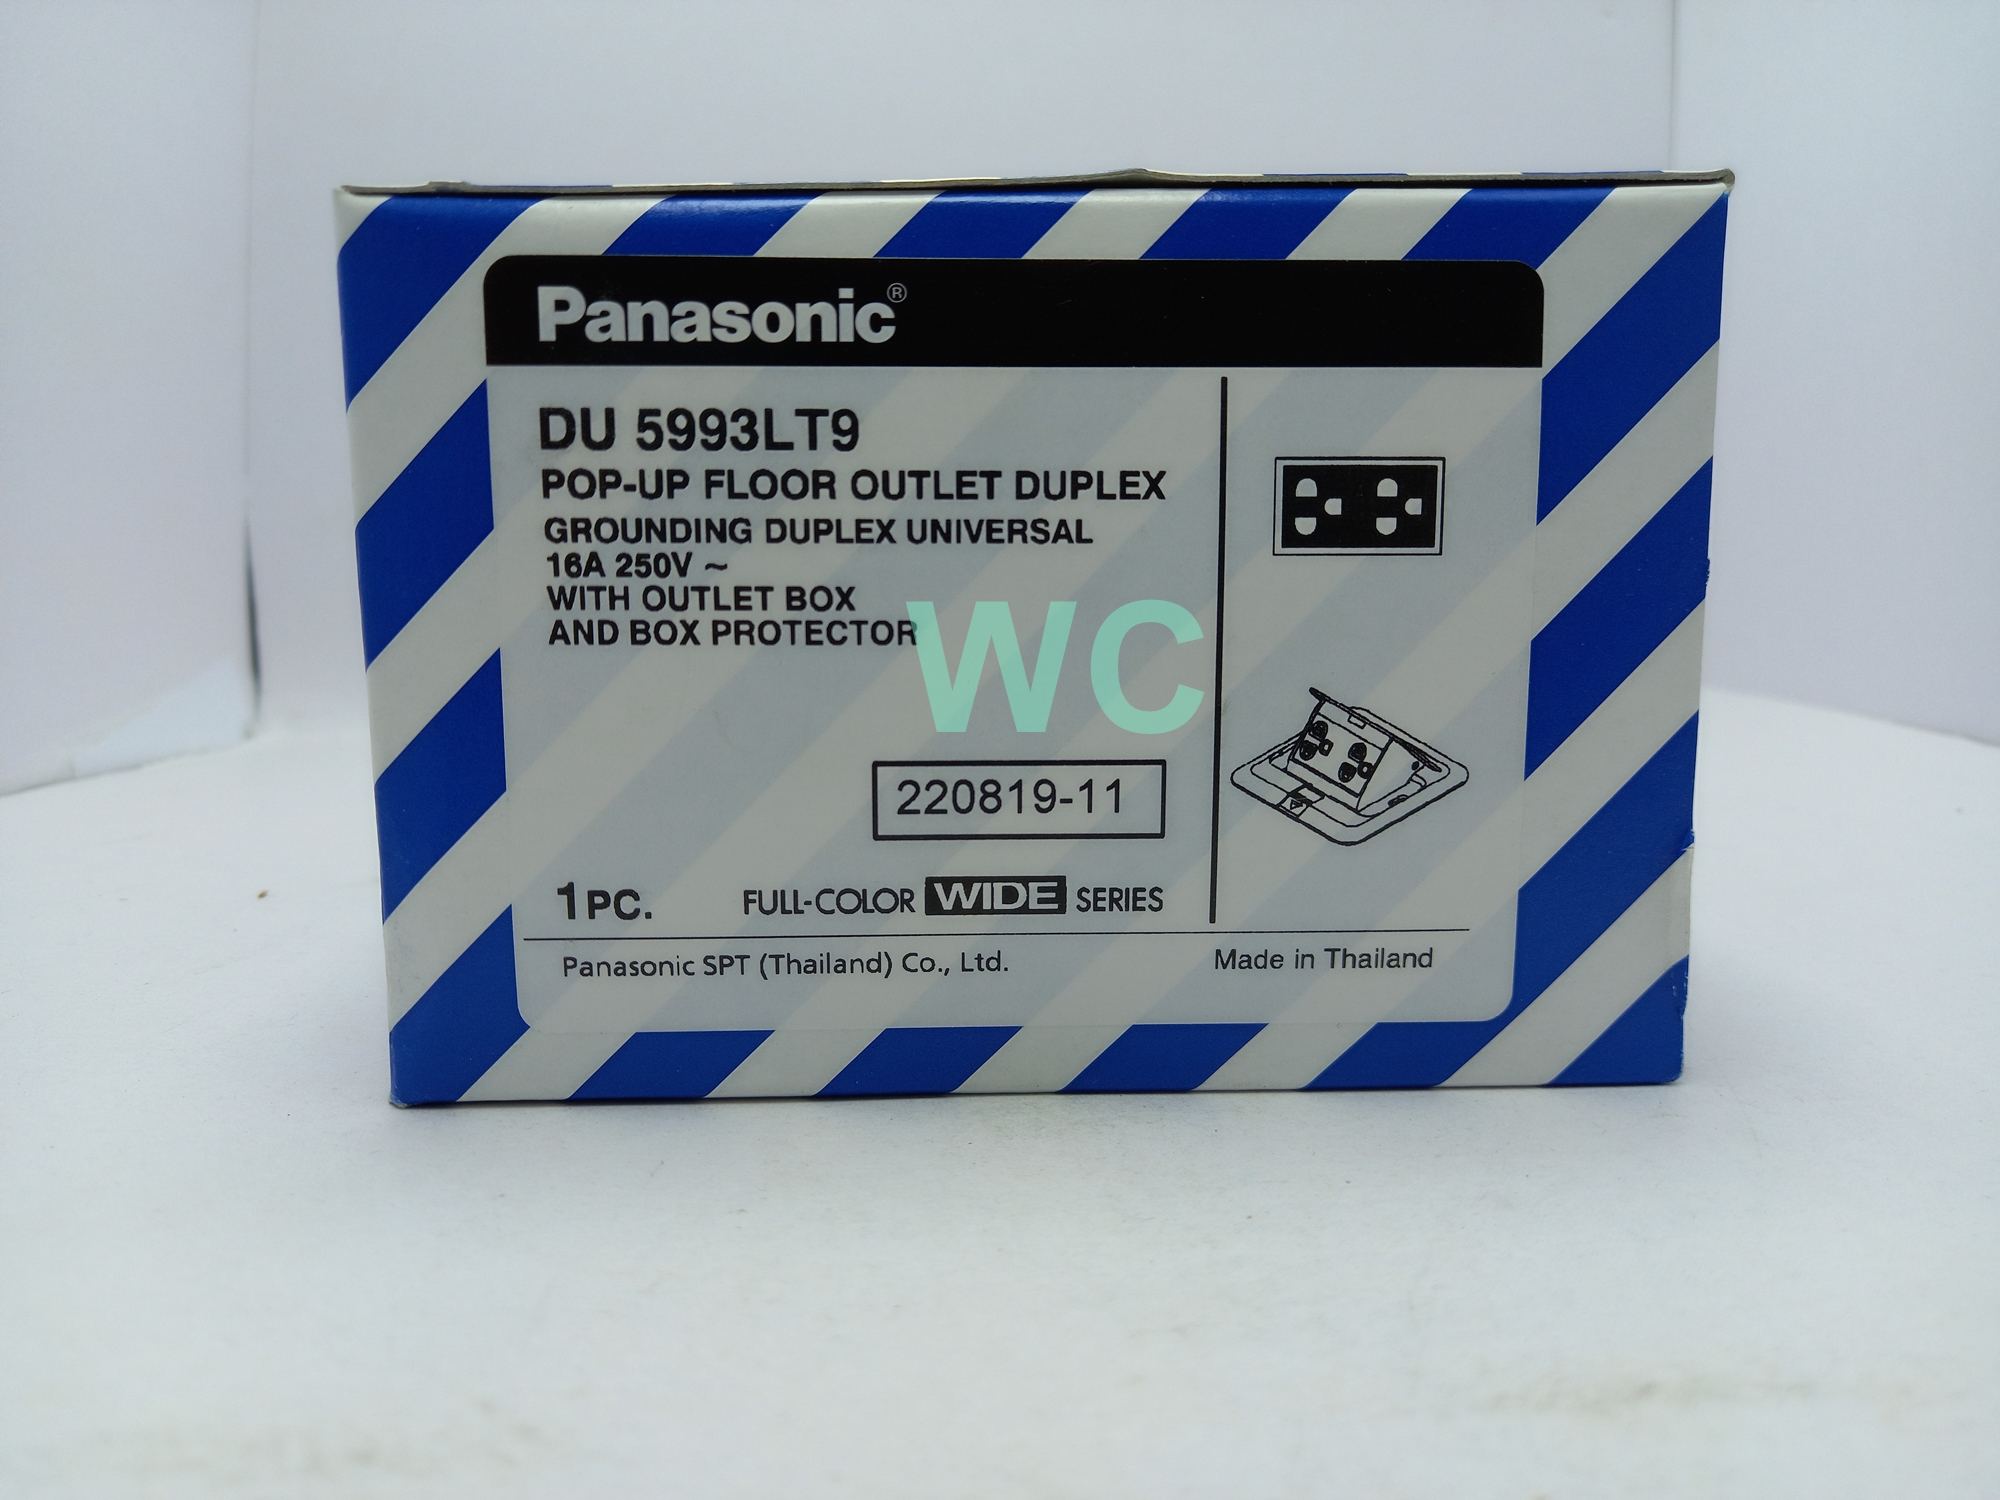 Panasonic®
DU 5993LT9
POP-UP FLOOR OUTLET DUPLEX
GROUNDING DUPLEX UNIVERSAL
16A 250V ~
WITH OUTLET BOX
AND BOX PROTECTOR
WC
220819-11
1PC.
FULL-COLOR WIDE SERIES
Panasonic SPT (Thailand) Co., Ltd.
Made in Thailand